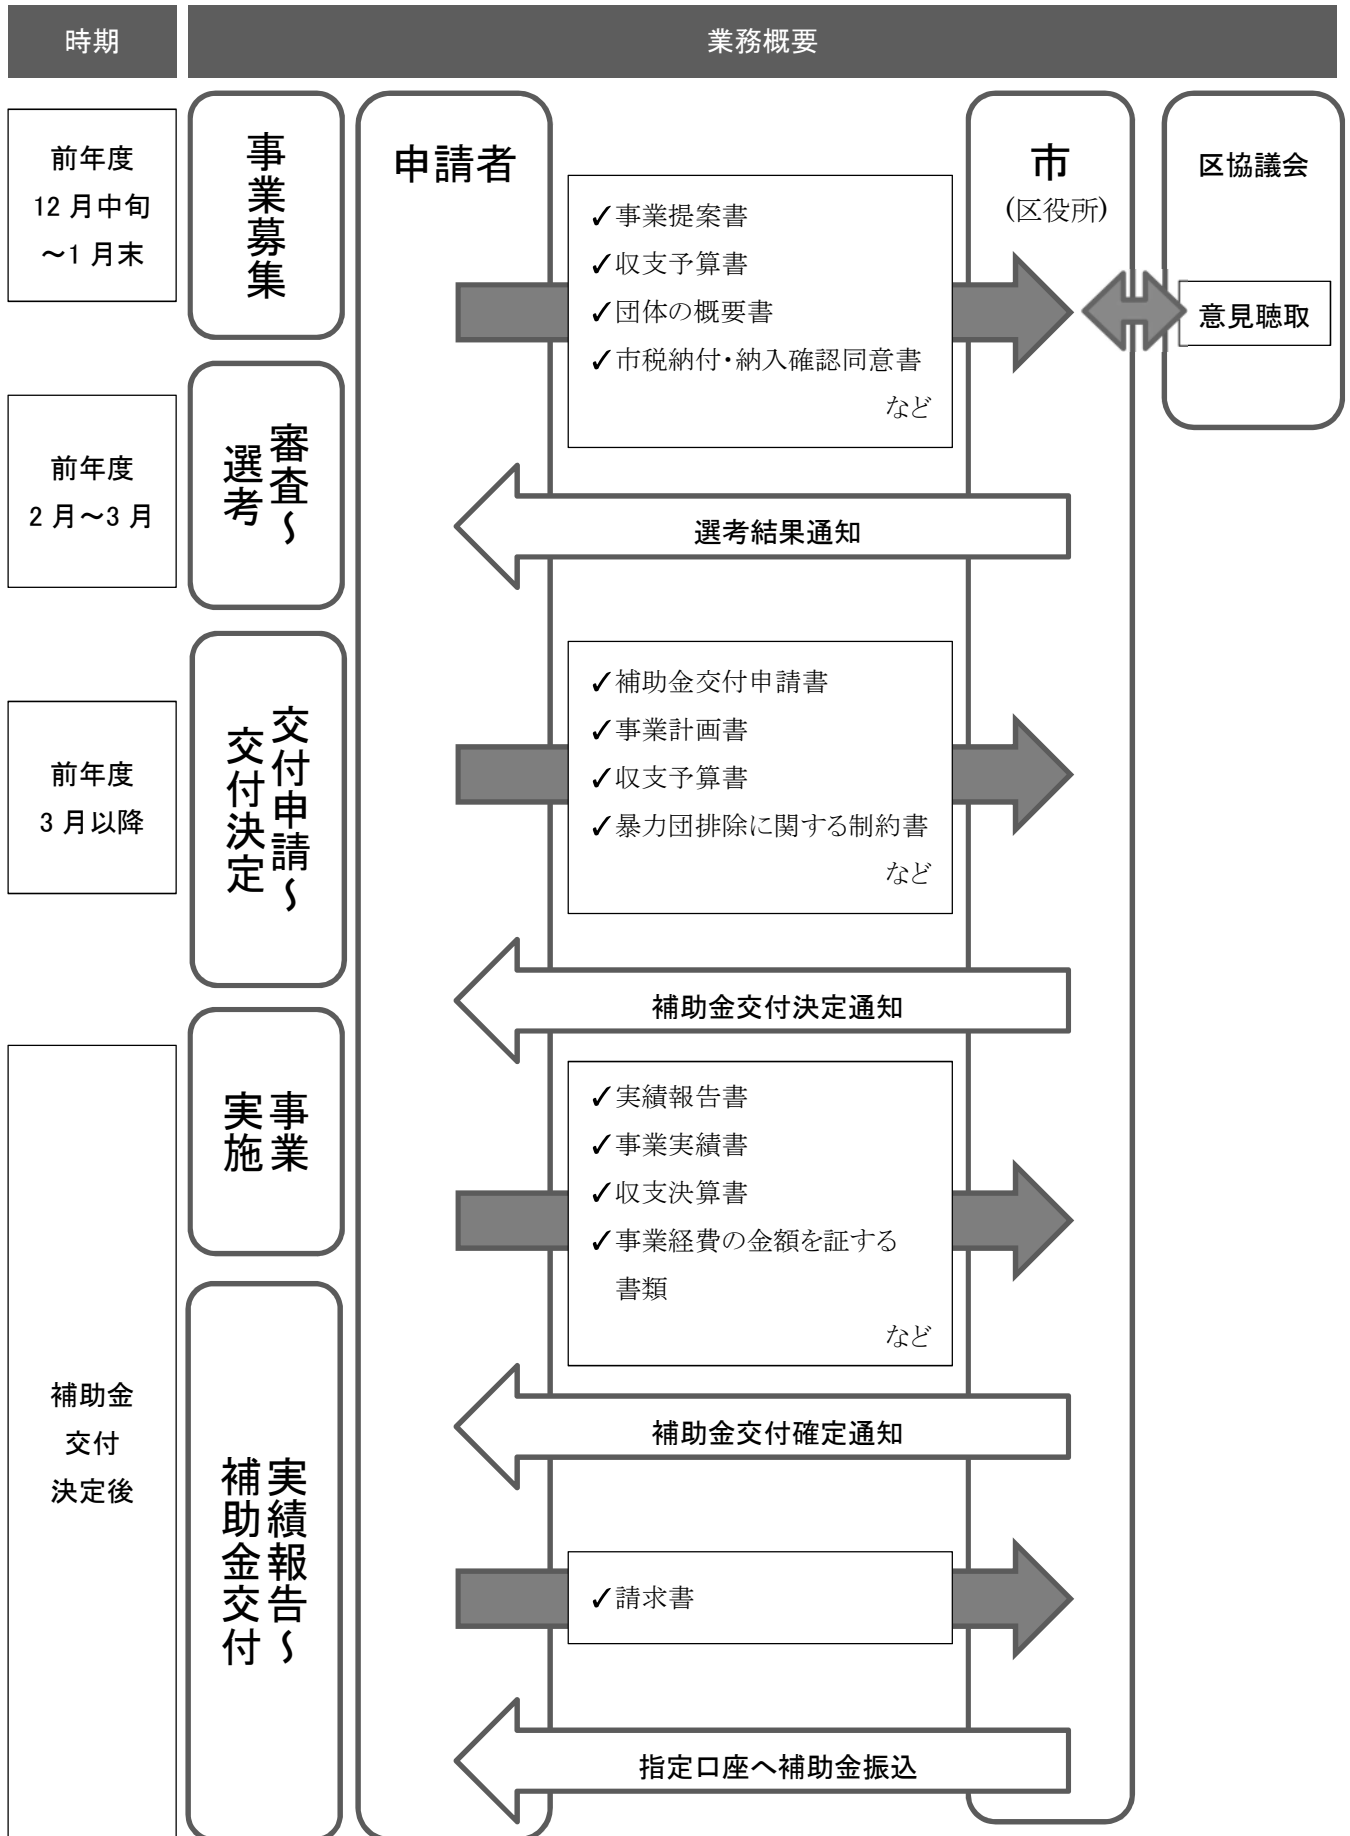 時期
業務概要
前年度
12月中旬
～1月末
事業募集
申請者
✓事業提案書
✓収支予算書
✓団体の概要書
✓市税納付・納入確認同意書
など
市
(区役所)
区協議会
意見聴取
前年度
2月～3月
審査～
選考
選考結果通知
前年度
3月以降
交付申請～
交付決定
✓補助金交付申請書
✓事業計画書
✓収支予算書
✓暴力団排除に関する制約書
など
補助金交付決定通知
補助金
交付
決定後
事業
実施
✓実績報告書
✓事業実績書
✓収支決算書
✓事業経費の金額を証する
書類
など
補助金交付確定通知
実績報告～
補助金交付
✓請求書
指定口座へ補助金振込